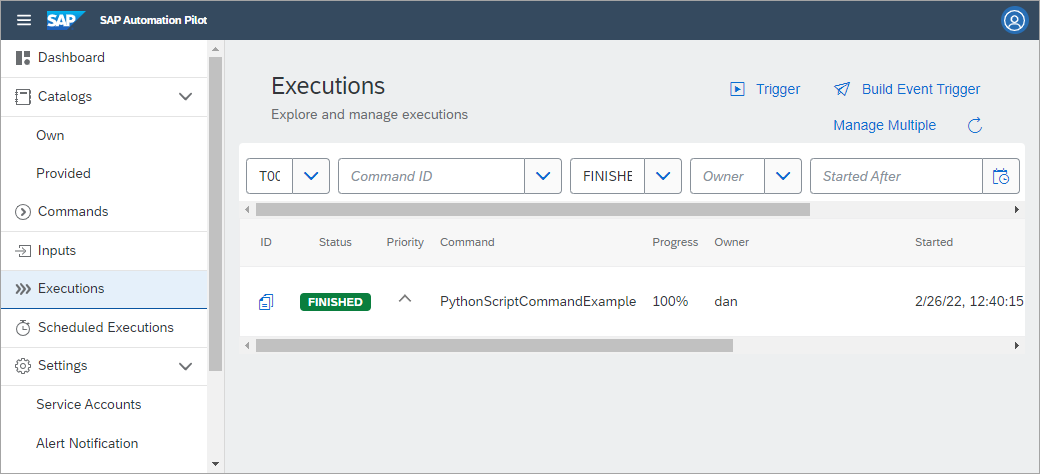 SAP SAP Automation Pilot
Dashboard
Catalogs
Own
Provided
Commands
Inputs
Executions
Scheduled Executions
Settings
Service Accounts
Alert Notification
Executions
Explore and manage executions
Trigger Build Event Trigger
Manage Multiple
Command ID FINISHE Owner Started After
ID Status Priority Command Progress Owner Started
FINISHED PythonScriptCommandExample 100% dan 2/26/22, 12:40:15